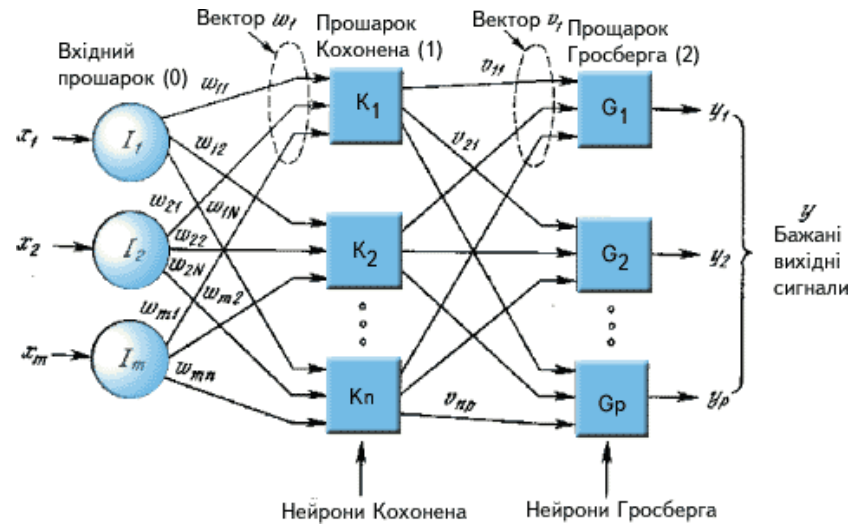 Вектор w1
Прошарок
Кохонена (1)
Вектор v1
Прощарок
Гросберга (2)
Вхідний
прошарок (0)
w11
v11
x1
I1
K1
G1
y1
w12
v21
w21
w1N
x2
I2
w22
K2
G2
y2
w2N
y
Бажані
вихідні
сигнали
wm1
wm2
xm
Im
wmn
Kn
vnp
Gp
yp
Нейрони Кохонена
Нейрони Гросберга